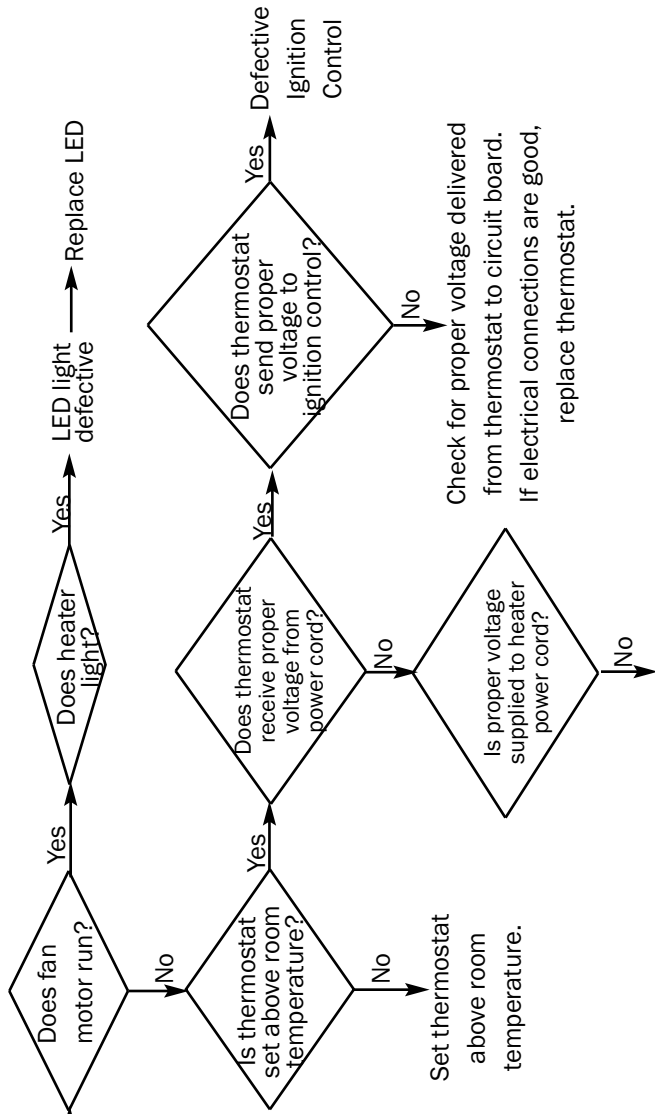 Does fan
motor run?
Yes
Does heater
light?
Yes
LED light
defective
Replace LED
No
Is thermostat
set above room
temperature?
Yes
Does thermostat
receive proper
voltage from
power cord?
Yes
Does thermostat
send proper
voltage to
ignition control?
Yes
Defective
Ignition
Control
No
Set thermostat
above room
temperature.
No
Is proper voltage
supplied to heater
power cord?
No
No
Check for proper voltage delivered
from thermostat to circuit board.
If electrical connections are good,
replace thermostat.